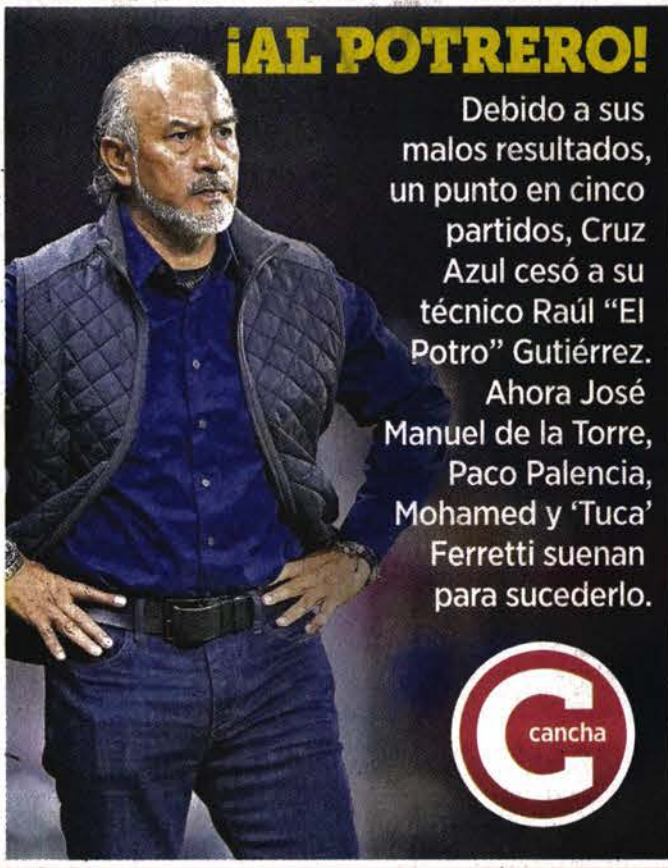 ¡AL POTRERO!
Debido a sus
malos resultados,
un punto en cinco
partidos, Cruz
Azul cesó a su
técnico Raúl “El
Potro” Gutiérrez.
Ahora José
Manuel de la Torre,
Paco Palencia,
Mohamed y ‘Tuca’
Ferretti suenan
para sucederlo.
C
cancha